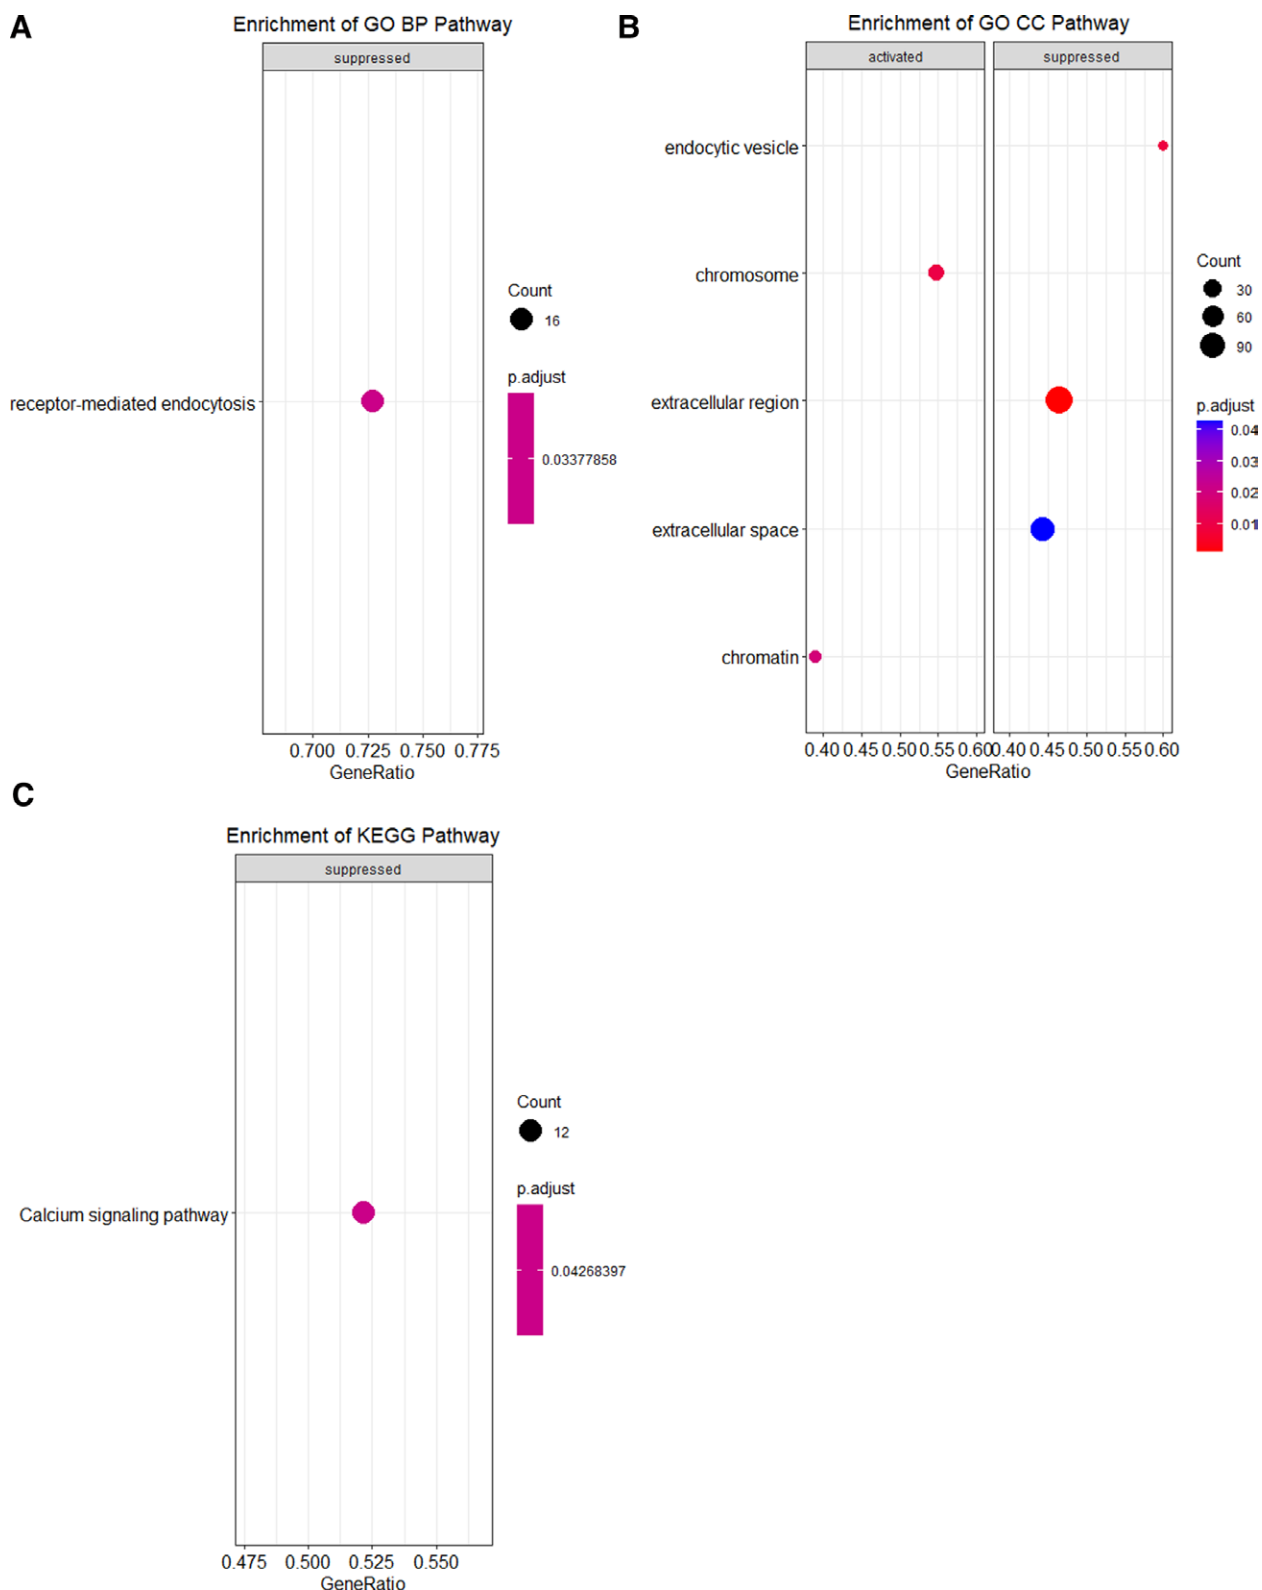 A
Enrichment of GO BP Pathway
suppressed
receptor-mediated endocytosis
0.700 0.725 0.750 0.775
GeneRatio
Count
16
p.adjust
0.03377858
B
Enrichment of GO CC Pathway
activated suppressed
endocytic vesicle
chromosome
extracellular region
extracellular space
chromatin
0.40 0.45 0.50 0.55 0.60 0.40 0.45 0.50 0.55 0.60
GeneRatio
Count
30
60
90
p.adjust
0.04
0.03
0.02
0.01
C
Enrichment of KEGG Pathway
suppressed
Calcium signaling pathway
0.475 0.500 0.525 0.550
GeneRatio
Count
12
p.adjust
0.04268397